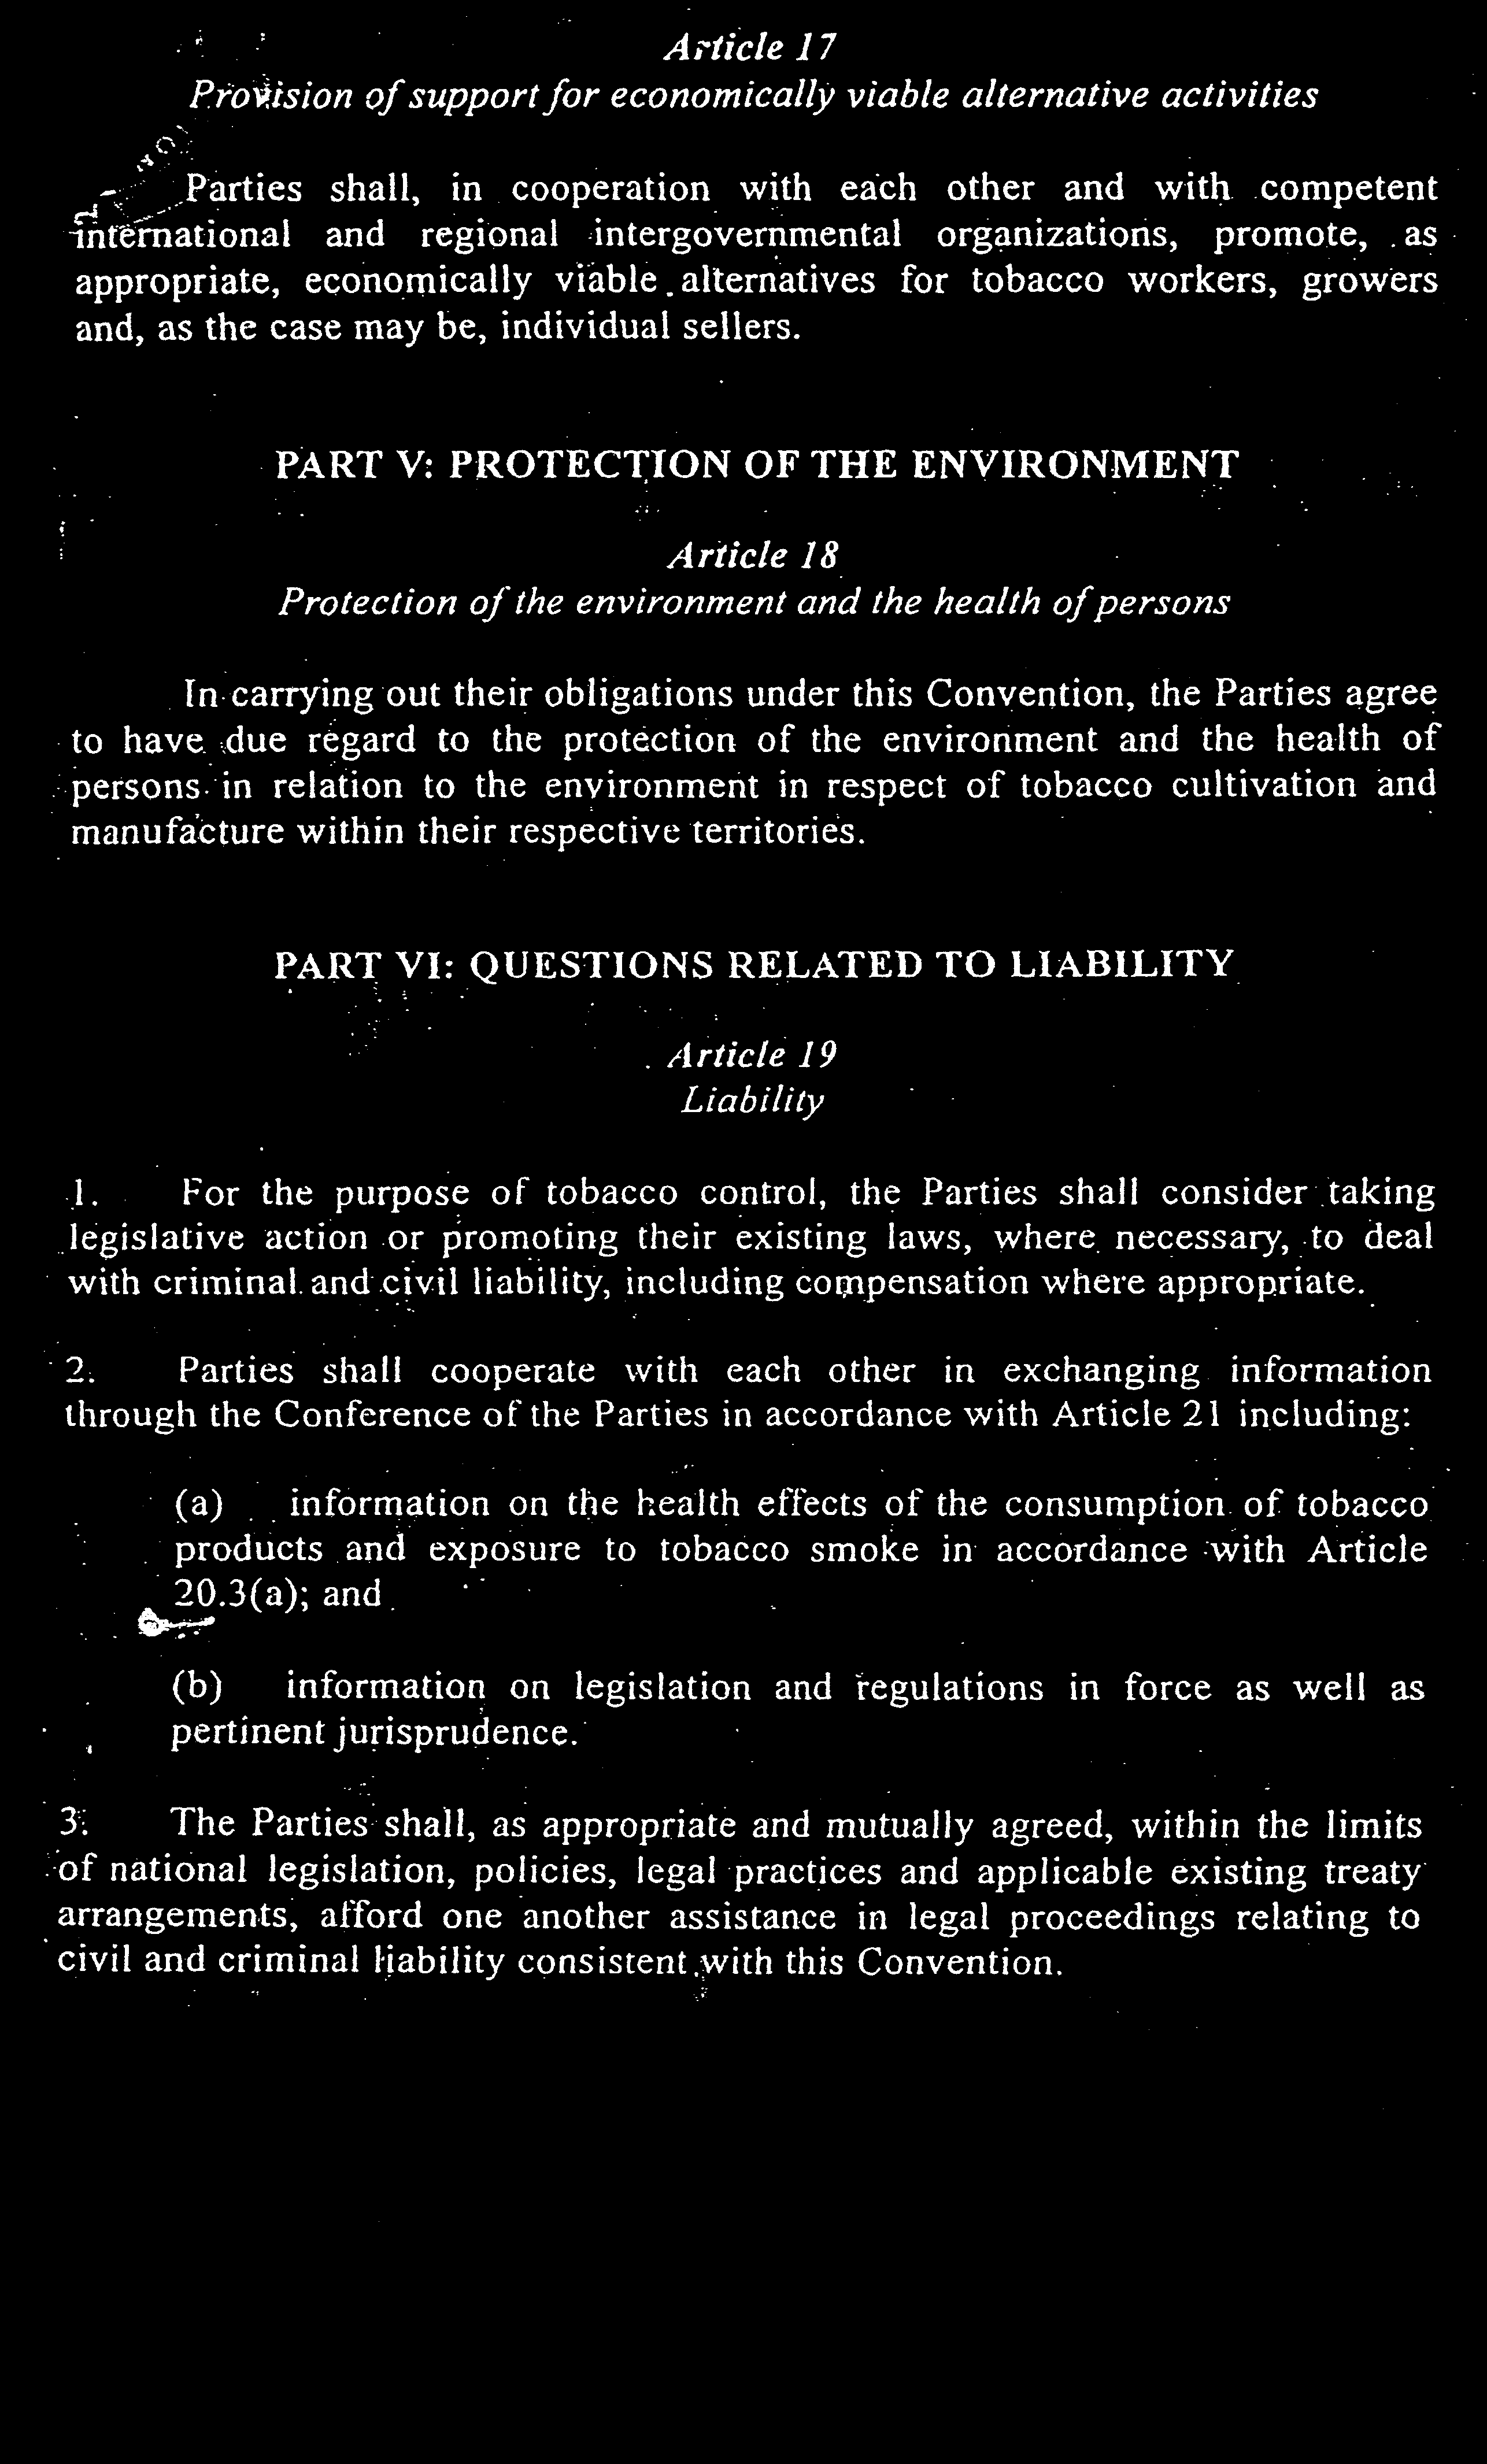 Article 17
Provision of support for economically viable alternative activities
Parties shall, in cooperation with each other and with competent
international and regional intergovernmental organizations, promote, as
appropriate, economically viable alternatives for tobacco workers, growers
and, as the case may be, individual sellers.
PART V: PROTECTION OF THE ENVIRONMENT
Article 18
Protection of the environment and the health of persons
In carrying out their obligations under this Convention, the Parties agree
to have due regard to the protection of the environment and the health of
persons in relation to the environment in respect of tobacco cultivation and
manufacture within their respective territories.
PART VI: QUESTIONS RELATED TO LIABILITY
Article 19
Liability
1. For the purpose of tobacco control, the Parties shall consider taking
legislative action or promoting their existing laws, where necessary, to deal
with criminal and civil liability, including compensation where appropriate.
2. Parties shall cooperate with each other in exchanging information
through the Conference of the Parties in accordance with Article 21 including:
(a) information on the health effects of the consumption of tobacco
products and exposure to tobacco smoke in accordance with Article
20.3(a); and
(b) information on legislation and regulations in force as well as
pertinent jurisprudence.
3. The Parties shall, as appropriate and mutually agreed, within the limits
of national legislation, policies, legal practices and applicable existing treaty
arrangements, afford one another assistance in legal proceedings relating to
civil and criminal liability consistent with this Convention.